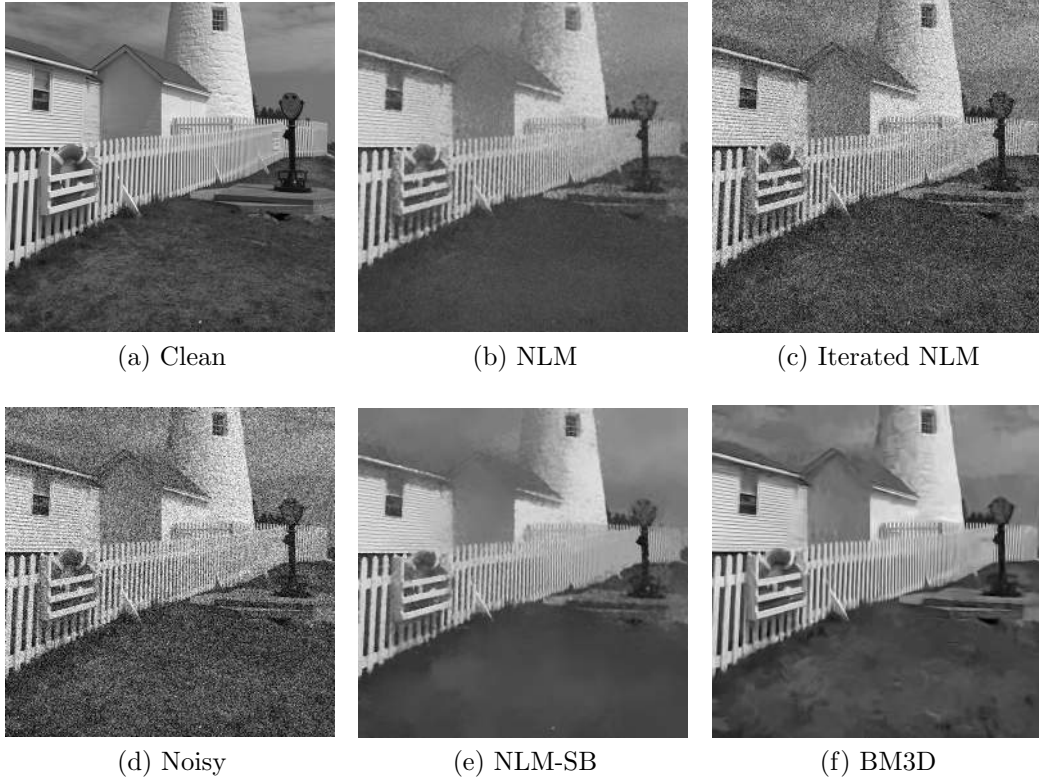 (a) Clean
(b) NLM
(c) Iterated NLM
(d) Noisy
(e) NLM-SB
(f) BM3D